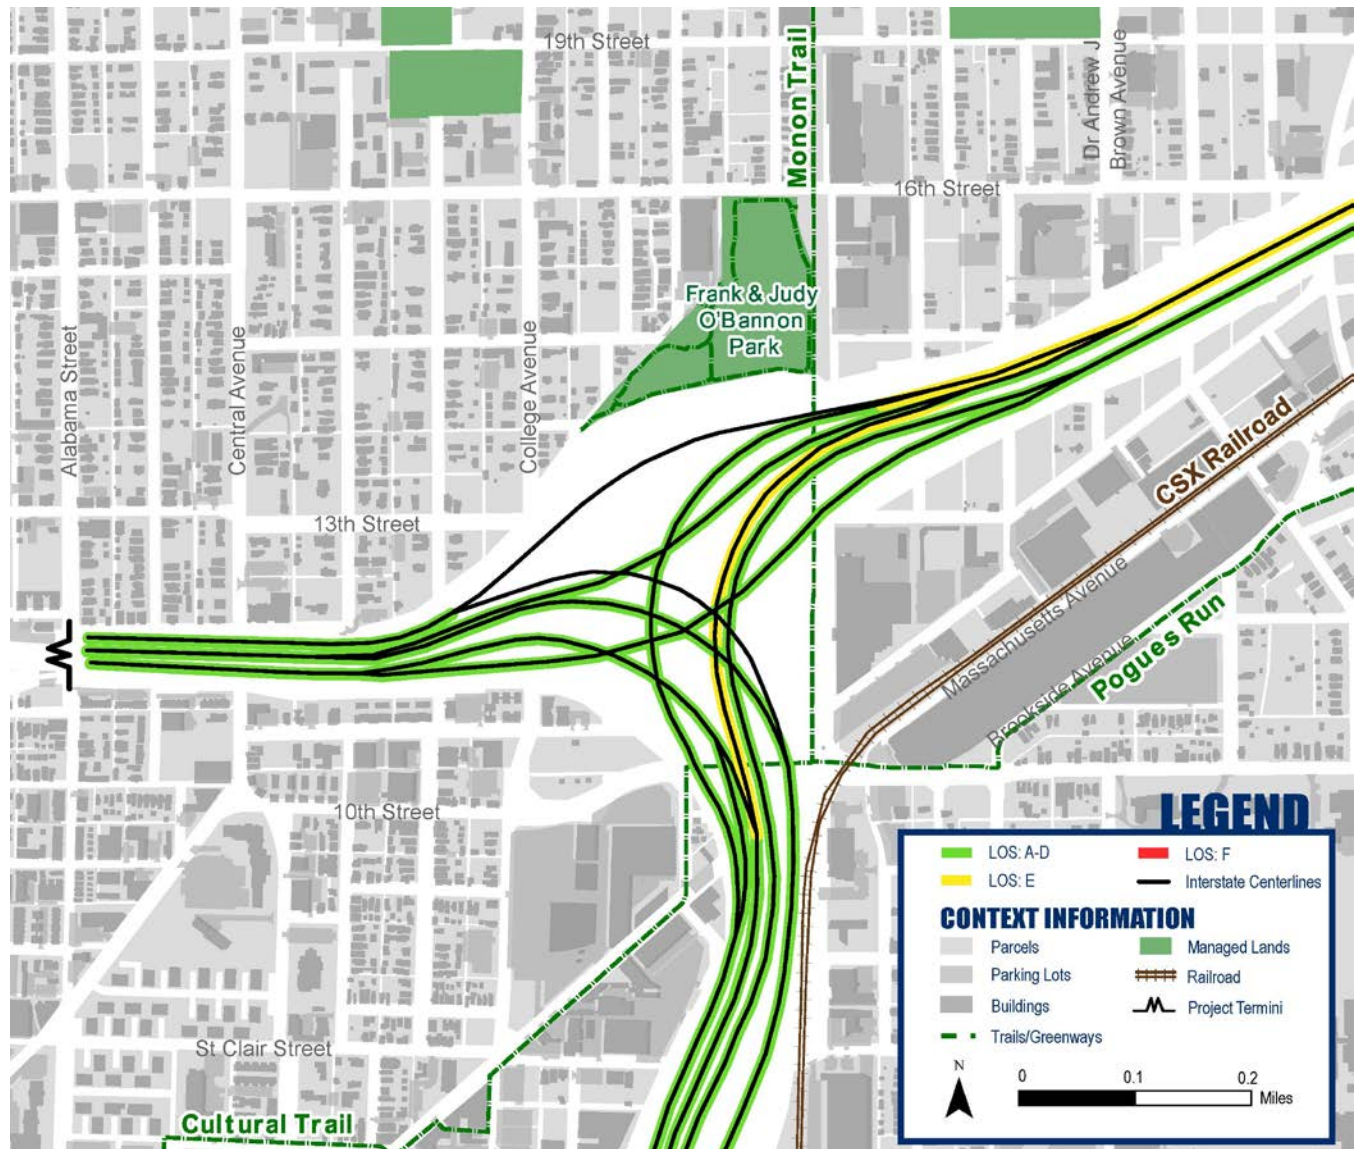 19th Street
Monon Trail
Dr Andrew J
Brown Avenue
16th Street
Frank & Judy
O'Bannon
Park
Alabama Street
Central Avenue
College Avenue
13th Street
CSX Railroad
Massachusetts Avenue
Brookside Avenue
Pogues Run
10th Street
St Clair Street
Cultural Trail
LEGEND
LOS: A-D
LOS: F
LOS: E
Interstate Centerlines
CONTEXT INFORMATION
Parcels
Managed Lands
Parking Lots
Railroad
Buildings
Project Termini
Trails/Greenways
N
0 0.1 0.2
Miles